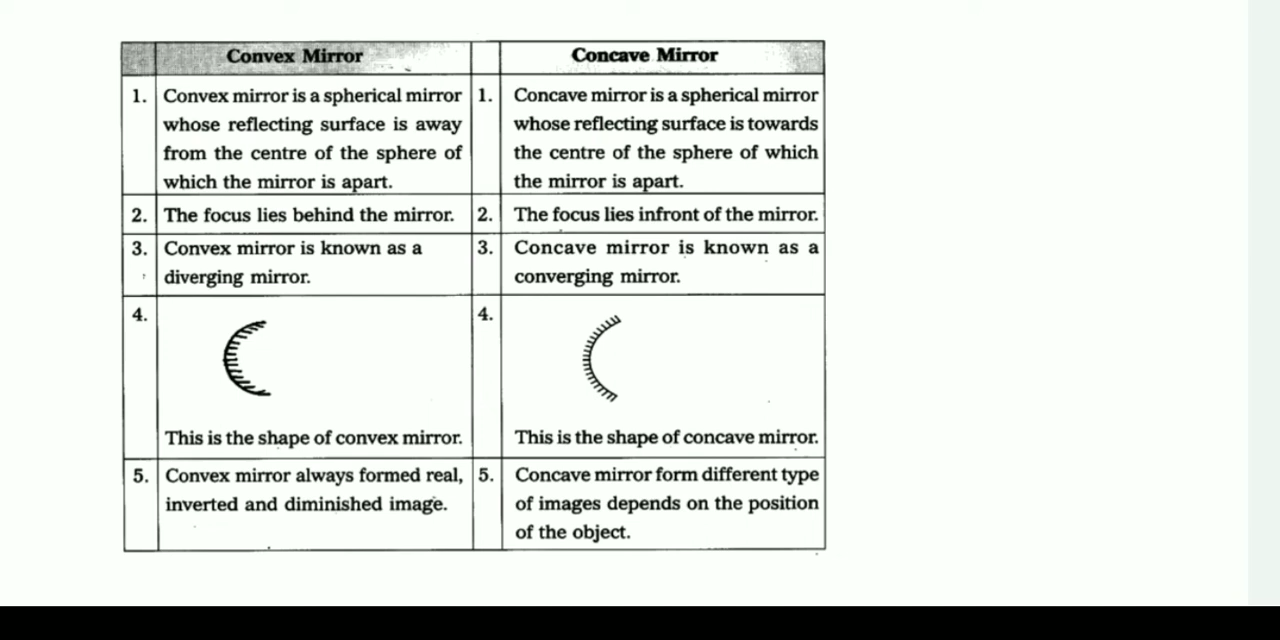 Convex Mirror
Concave Mirror
1. Convex mirror is a spherical mirror
whose reflecting surface is away
from the centre of the sphere of
which the mirror is apart.
1. Concave mirror is a spherical mirror
whose reflecting surface is towards
the centre of the sphere of which
the mirror is apart.
2. The focus lies behind the mirror.
2. The focus lies infront of the mirror.
3. Convex mirror is known as a
diverging mirror.
3. Concave mirror is known as a
converging mirror.
4.
This is the shape of convex mirror.
4.
This is the shape of concave mirror.
5. Convex mirror always formed real,
inverted and diminished image.
5. Concave mirror form different type
of images depends on the position
of the object.